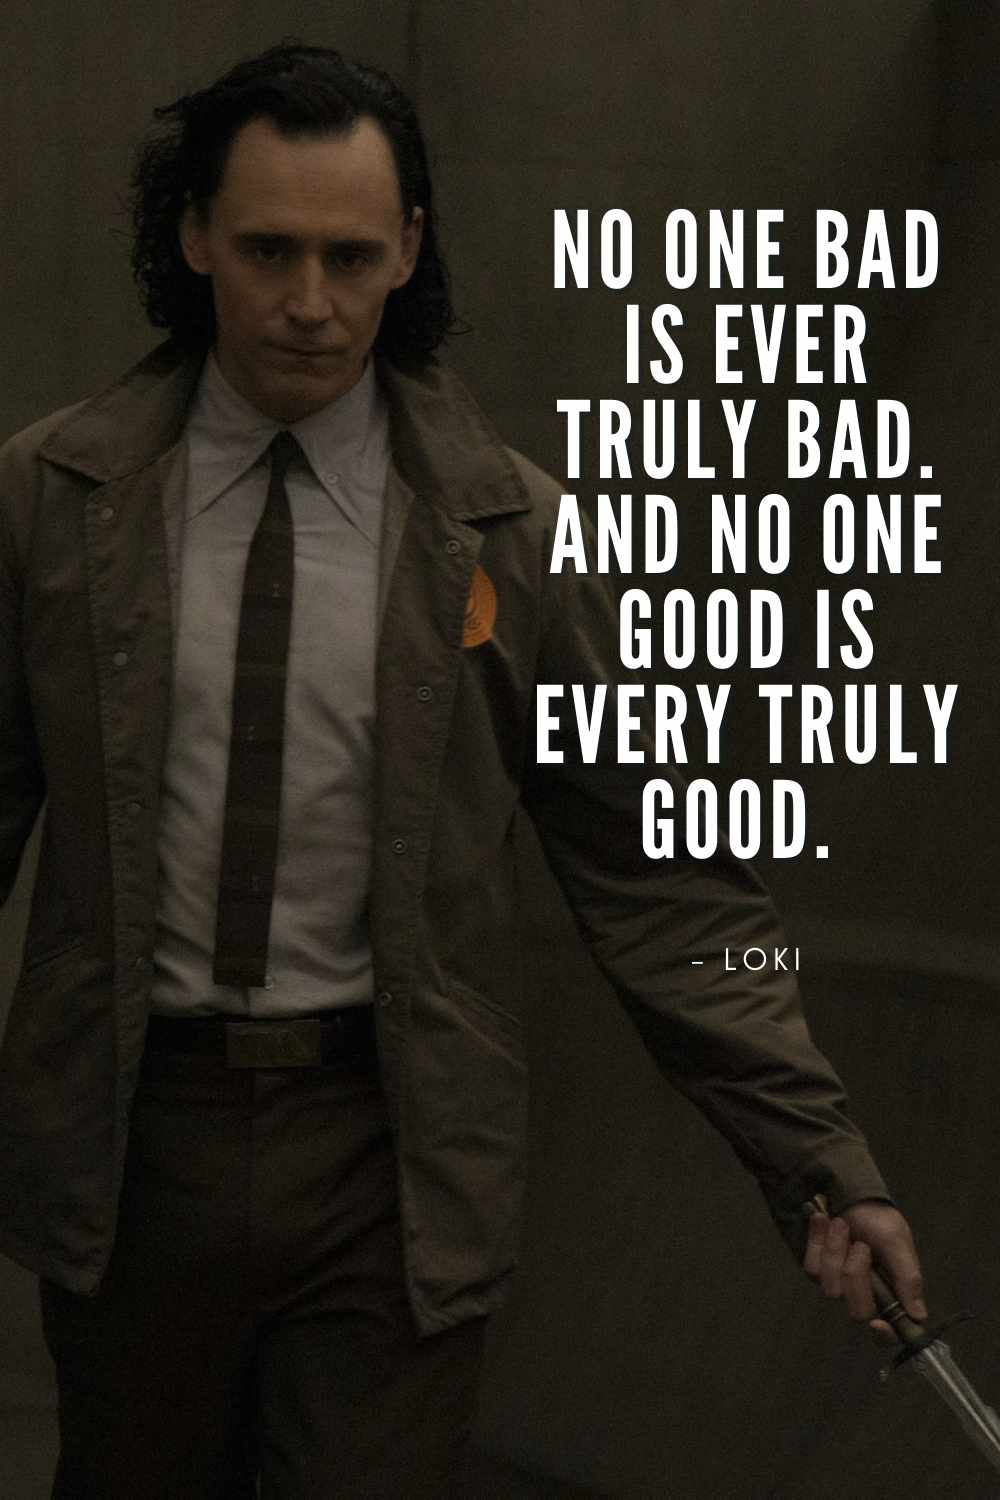 NO ONE BAD
IS EVER
TRULY BAD.
AND NO ONE
GOOD IS
EVERY TRULY
GOOD.
- LOKI